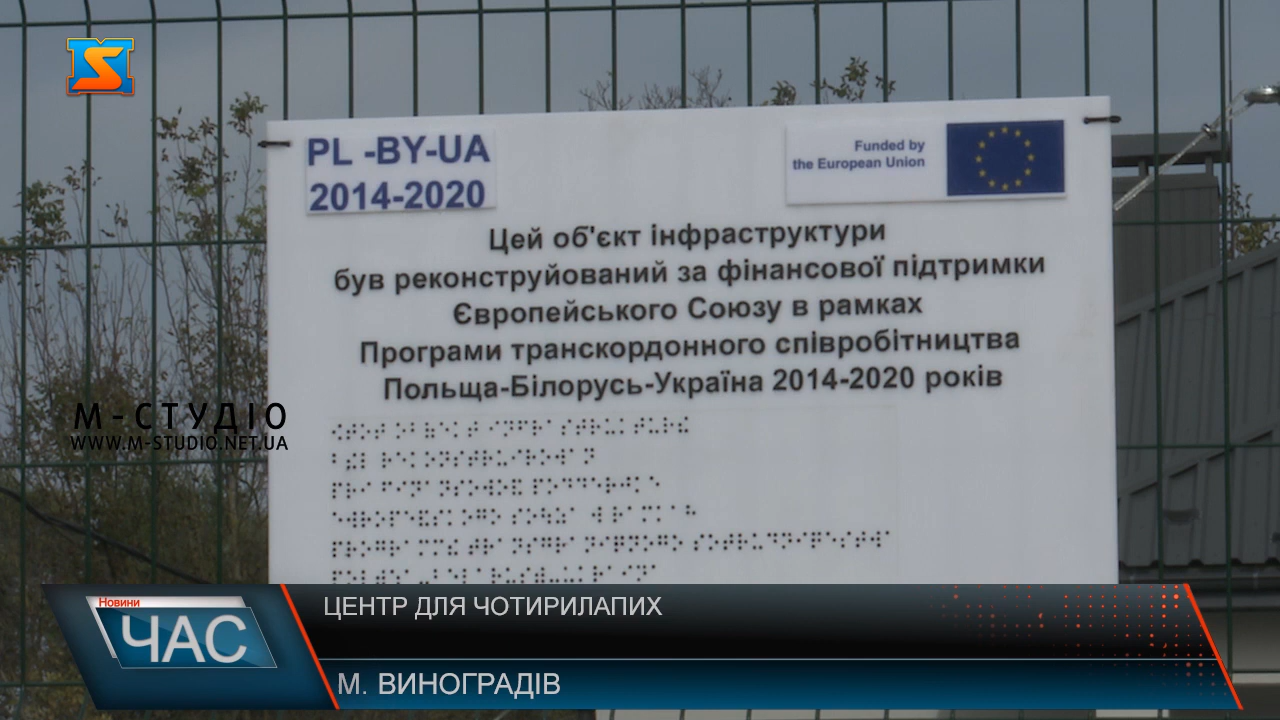 PL -BY-UA
2014-2020
Funded by
the European Union
Цей об'єкт інфраструктури
був реконструйований за фінансової підтримки
Європейського Союзу в рамках
Програми транскордонного співробітництва
Польща-Білорусь-Україна 2014-2020 років
М-СТУДІО
WWW.M-STUDIO.NET.UA
Новини
ЧАС
ЦЕНТР ДЛЯ ЧОТИРИЛАПИХ
М. ВИНОГРАДІВ